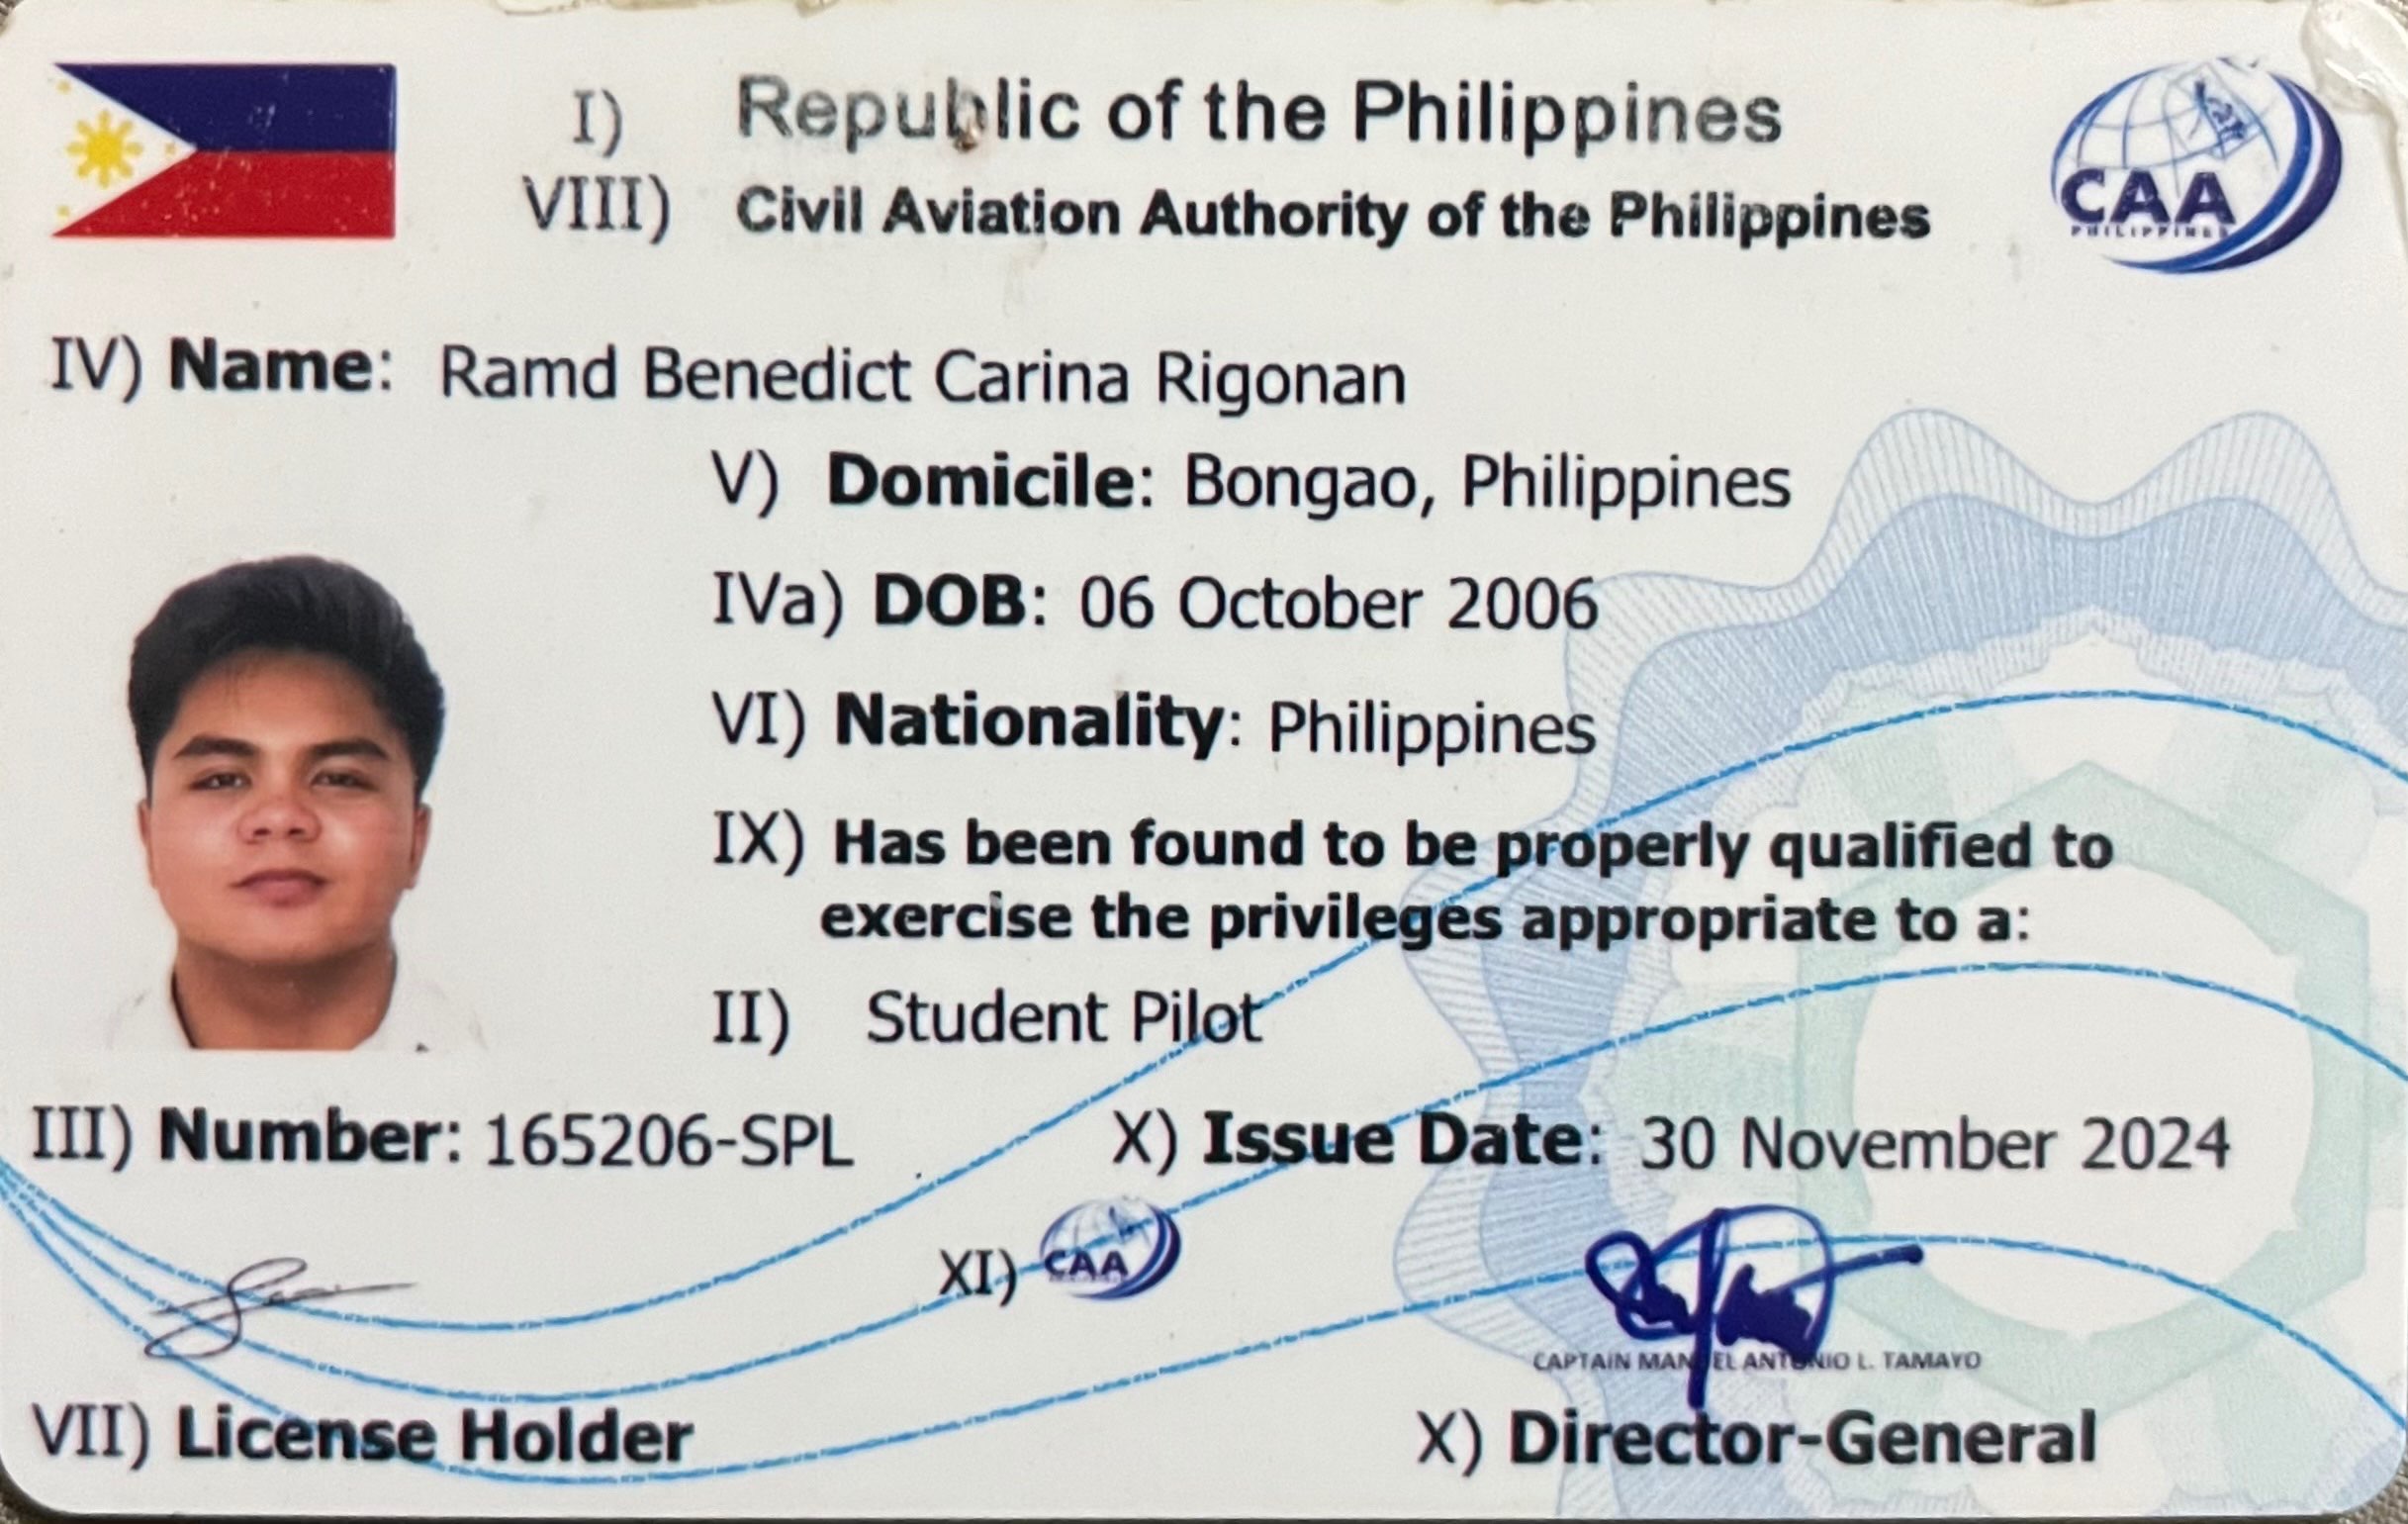 I) Republic of the Philippines
VIII) Civil Aviation Authority of the Philippines
CAA
PHILIPPINES
IV) Name: Ramd Benedict Carina Rigonan
V) Domicile: Bongao, Philippines
IVa) DOB: 06 October 2006
VI) Nationality: Philippines
IX) Has been found to be properly qualified to
exercise the privileges appropriate to a:
II) Student Pilot
III) Number: 165206-SPL X) Issue Date: 30 November 2024
XI) CAA
CAPTAIN MANUEL ANTONIO L. TAMAYO
VII) License Holder X) Director-General